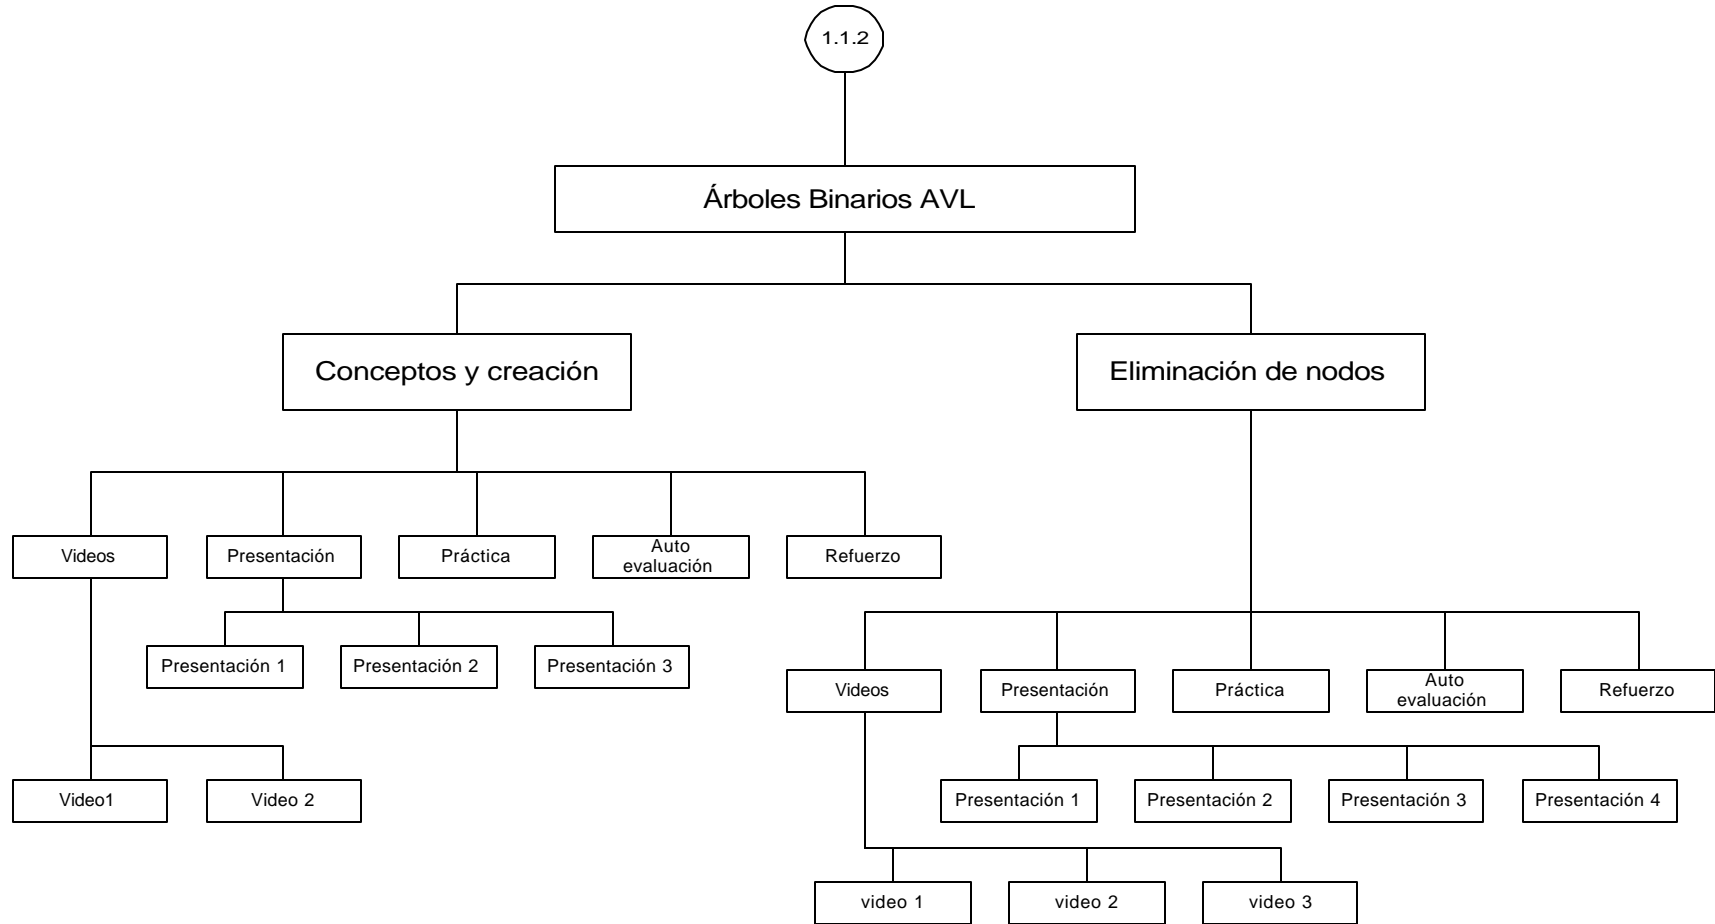 1.1.2
Árboles Binarios AVL
Conceptos y creación
Eliminación de nodos
Videos
Presentación
Práctica
Auto
evaluación
Refuerzo
Presentación 1
Presentación 2
Presentación 3
Videos
Presentación
Práctica
Auto
evaluación
Refuerzo
Video1
Video 2
Presentación 1
Presentación 2
Presentación 3
Presentación 4
video 1
video 2
video 3